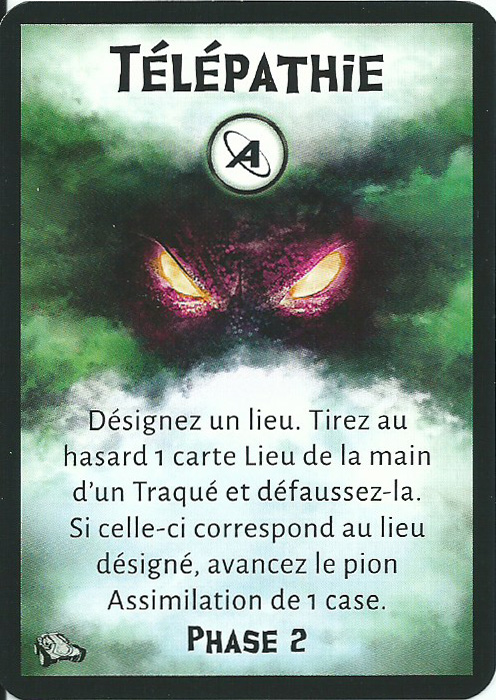 TÉLÉPATHiE
A
Désignez un lieu. Tirez au
hasard 1 carte Lieu de la main
d'un Traqué et défaussez-la.
Si celle-ci correspond au lieu
désigné, avancez le pion
Assimilation de 1 case.
PHASE 2